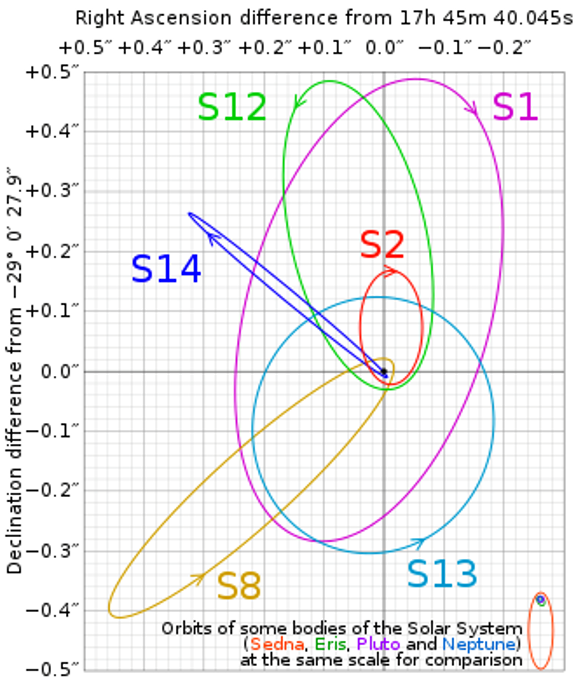 Right Ascension difference from 17h 45m 40.045s
+0.5″ +0.4″ +0.3″ +0.2″ +0.1″ 0.0″ −0.1″ −0.2″
+0.5″
S12
S1
+0.4″
+0.3″
S2
+0.2″
S14
+0.1″
0.0″
−0.1″
−0.2″
−0.3″
S13
S8
−0.4″
−0.5″
Declination difference from −29° 0′ 27.9″
Orbits of some bodies of the Solar System
(Sedna, Eris, Pluto and Neptune)
at the same scale for comparison